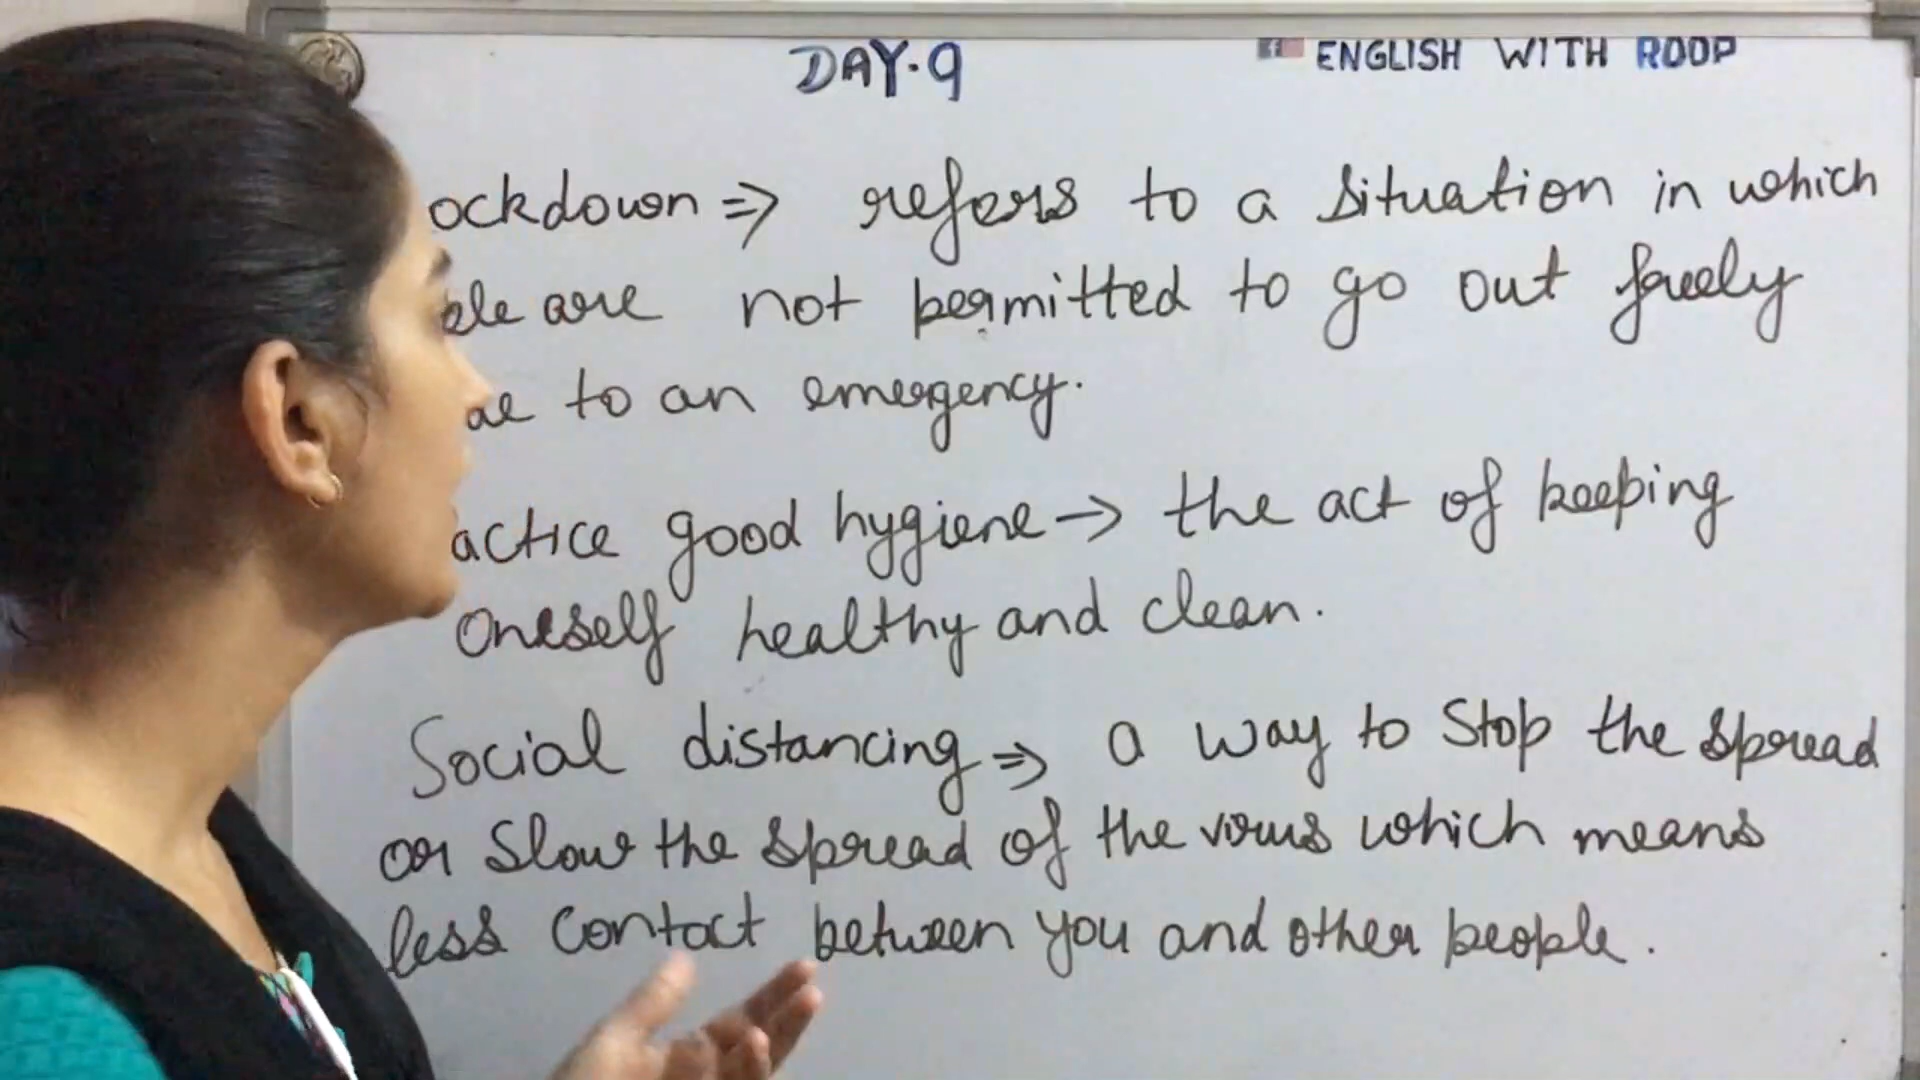 DAY.9
ENGLISH WITH ROOP
ockdown => refers to a situation in which
ple are not permitted to go out freely
ue to an emergency.
actice good hygiene -> the act of keeping
oneself healthy and clean.
Social distancing => a way to stop the spread
or slow the spread of the virus which means
less contact between you and other people.